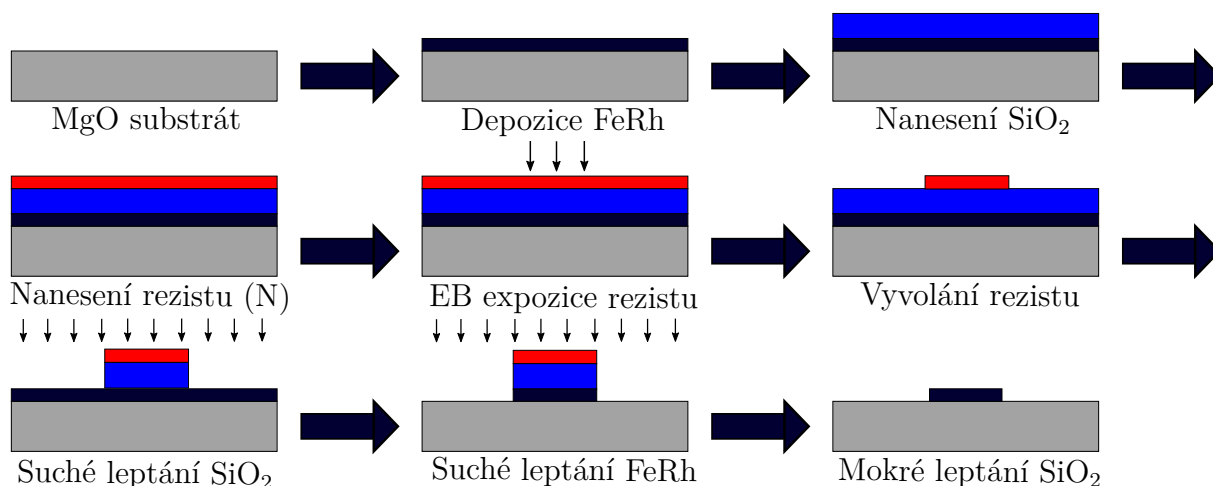 MgO substrát
Depozice FeRh
Nanesení SiO₂
Nanesení rezistu (N)
EB expozice rezistu
Vyvolání rezistu
Suché leptání SiO₂
Suché leptání FeRh
Mokré leptání SiO₂